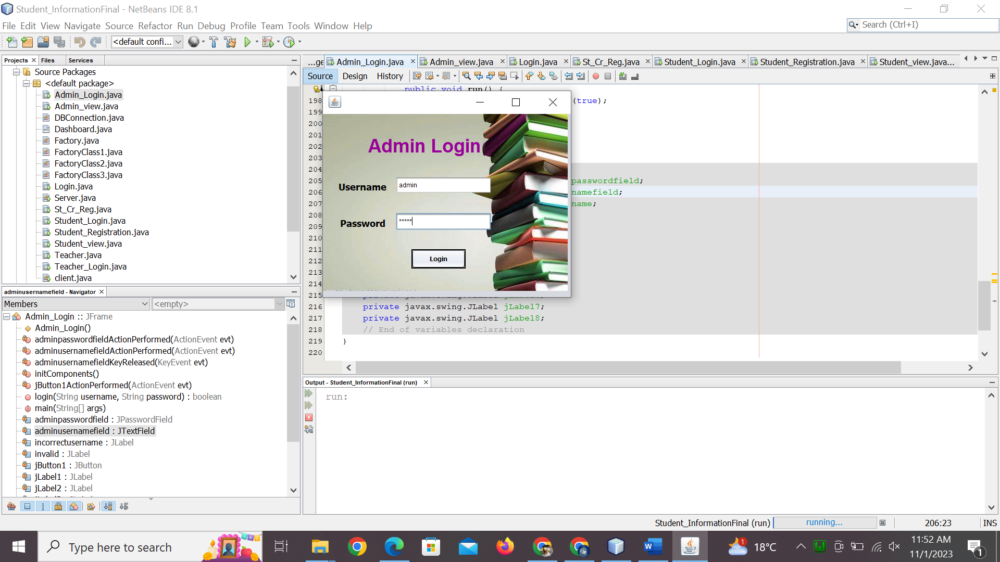 Student_InformationFinal - NetBeans IDE 8.1
File Edit View Navigate Source Refactor Run Debug Profile Team Tools Window Help
Search (Ctrl+I)
<default confi...
Projects Files Services
Source Packages
<default package>
Admin_Login.java
Admin_view.java
DBConnection.java
Dashboard.java
Factory.java
FactoryClass1.java
FactoryClass2.java
FactoryClass3.java
Login.java
Server.java
St_Cr_Reg.java
Student_Login.java
Student_Registration.java
Student_view.java
Teacher.java
Teacher_Login.java
client.java
adminusernamefield - Navigator
Members <empty>
Admin_Login :: JFrame
Admin_Login()
adminpasswordfieldActionPerformed(ActionEvent evt)
adminusernamefieldActionPerformed(ActionEvent evt)
adminusernamefieldKeyReleased(KeyEvent evt)
initComponents()
jButton1ActionPerformed(ActionEvent evt)
login(String username, String password) : boolean
main(String[] args)
adminpasswordfield : JPasswordField
adminusernamefield : JTextField
incorrectusername : JLabel
invalid : JLabel
jButton1 : JButton
jLabel1 : JLabel
jLabel2 : JLabel
...ge Admin_Login.java Admin_view.java Login.java St_Cr_Reg.java Student_Login.java Student_Registration.java Student_view.java...
Source Design History
public void run() {
198 (true);
199
200
201
202
203
204
205 passwordfield;
206 namefield;
207 name;
208
209
210
211
212
213
214
215
216 private javax.swing.JLabel jLabel7;
217 private javax.swing.JLabel jLabel8;
218 // End of variables declaration
219 }
220
Admin Login
Username admin
Password *****
Login
Output - Student_InformationFinal (run)
run:
Student_InformationFinal (run) running... 206:23 INS
Type here to search
1 18°C
11:52 AM
11/1/2023
1